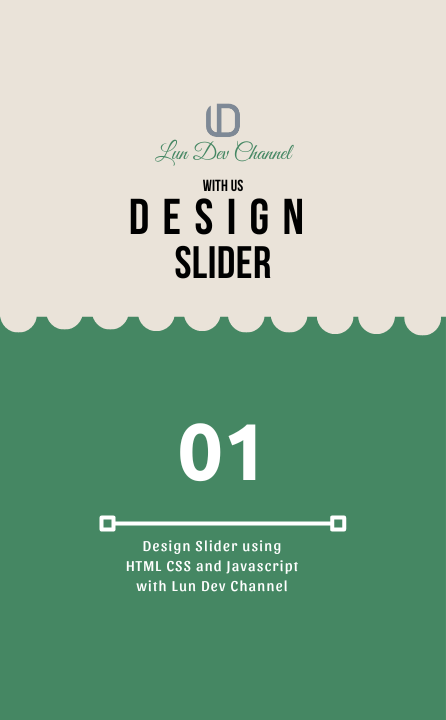 LD
Lun Dev Channel
WITH US
DESIGN
SLIDER
01
Design Slider using
HTML CSS and Javascript
with Lun Dev Channel